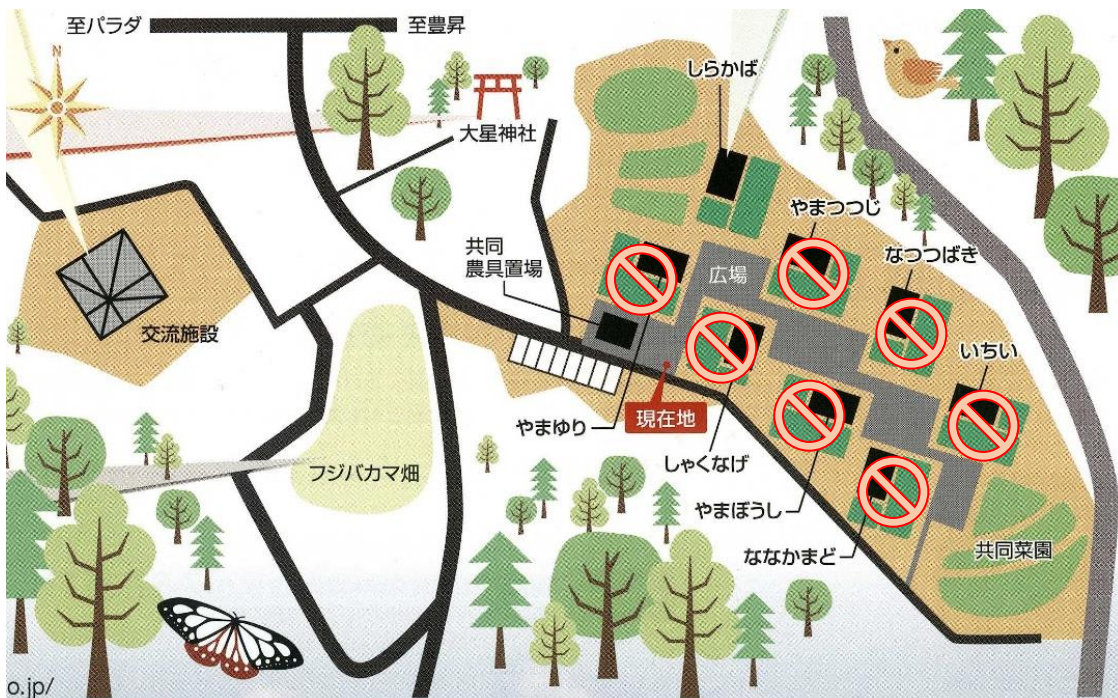 至パラダ
至豊昇
N
しらかば
大星神社
やまつつじ
共同
農具置場
なつつばき
広場
交流施設
いちい
現在地
やまゆり
しゃくなげ
フジバカマ畑
やまぼうし
ななかまど
共同菜園
o.jp/